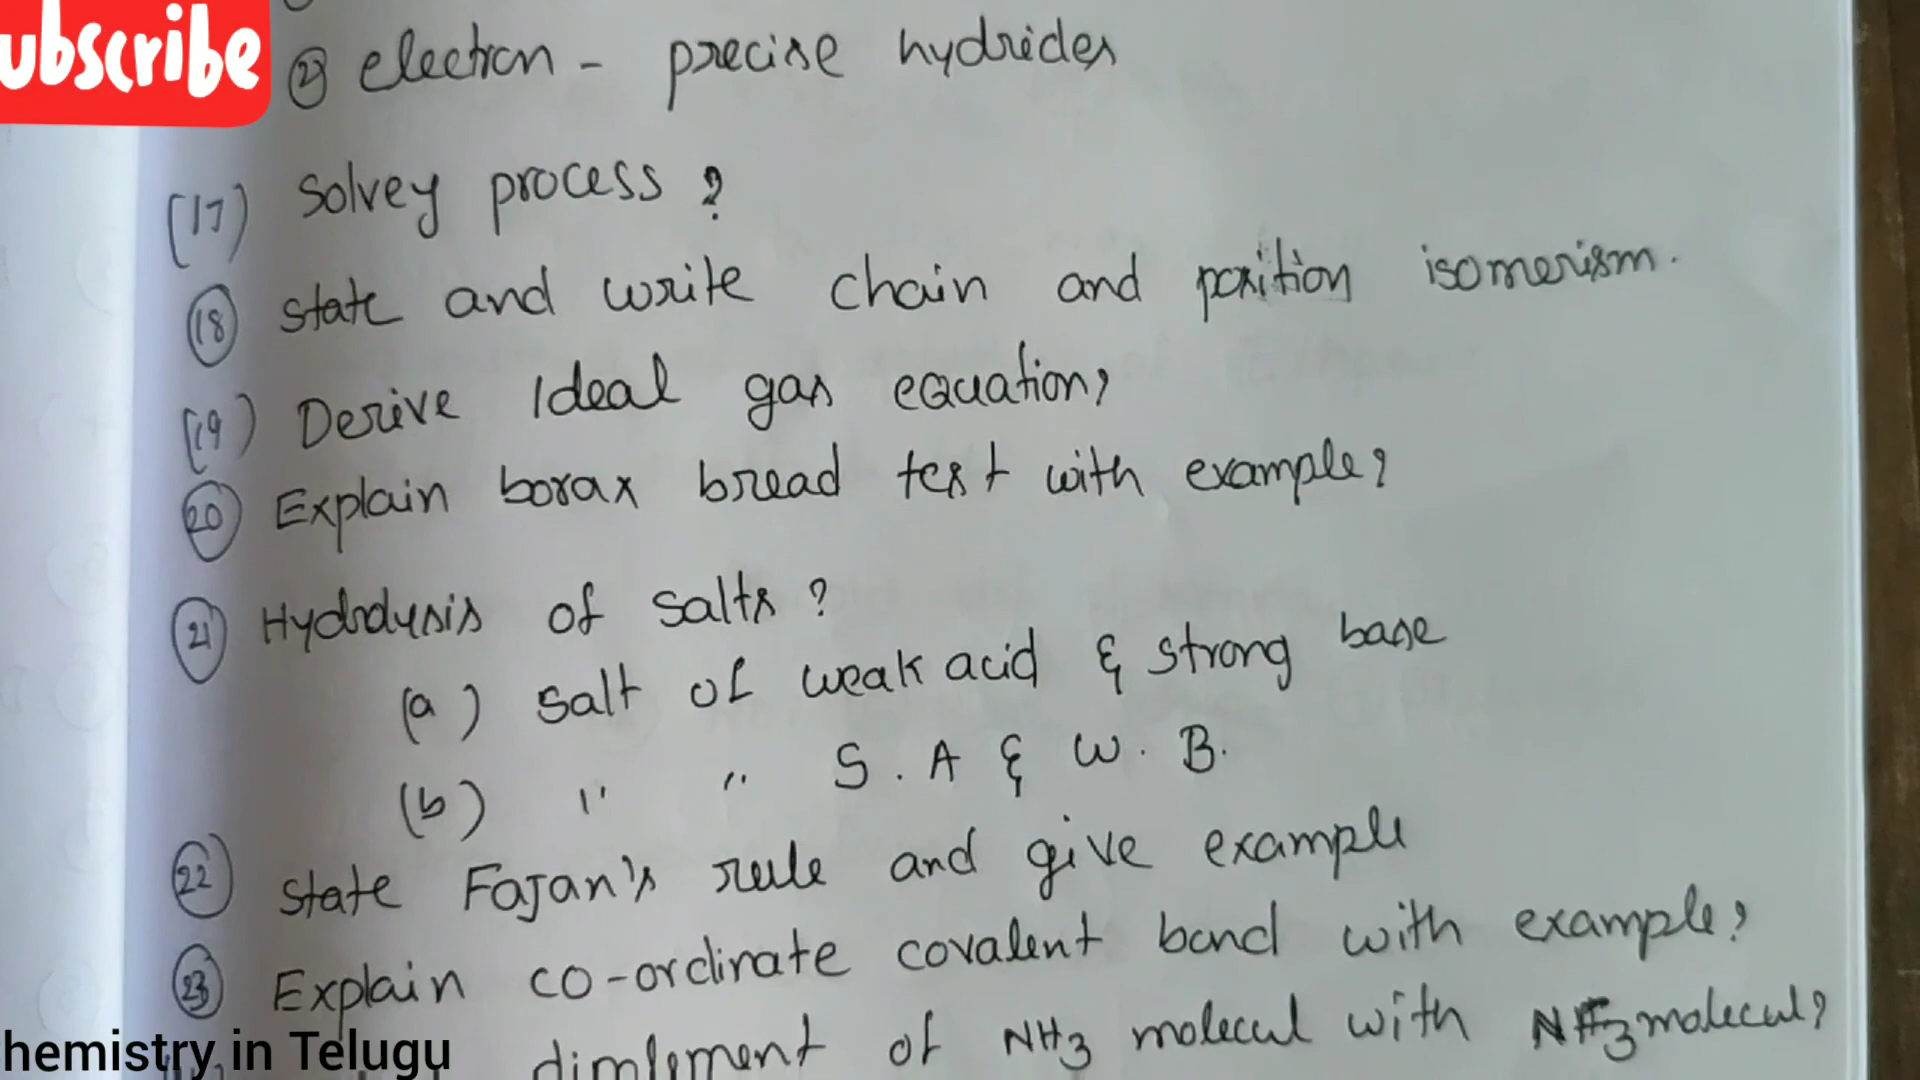 ubscribe
electron - precise hydrides
(17) Solvey process ?
(18) state and write chain and position isomerism.
(19) Derive Ideal gas equation?
(20) Explain borax bread test with example?
(21) Hydrolysis of salts ?
(a) salt of weak acid & strong base
(b) " " S.A & W.B.
(22) state Fajan's rule and give example
(23) Explain co-ordinate covalent bond with example?
hemistry in Telugu
of NH3 molecul with NF3 molecul?